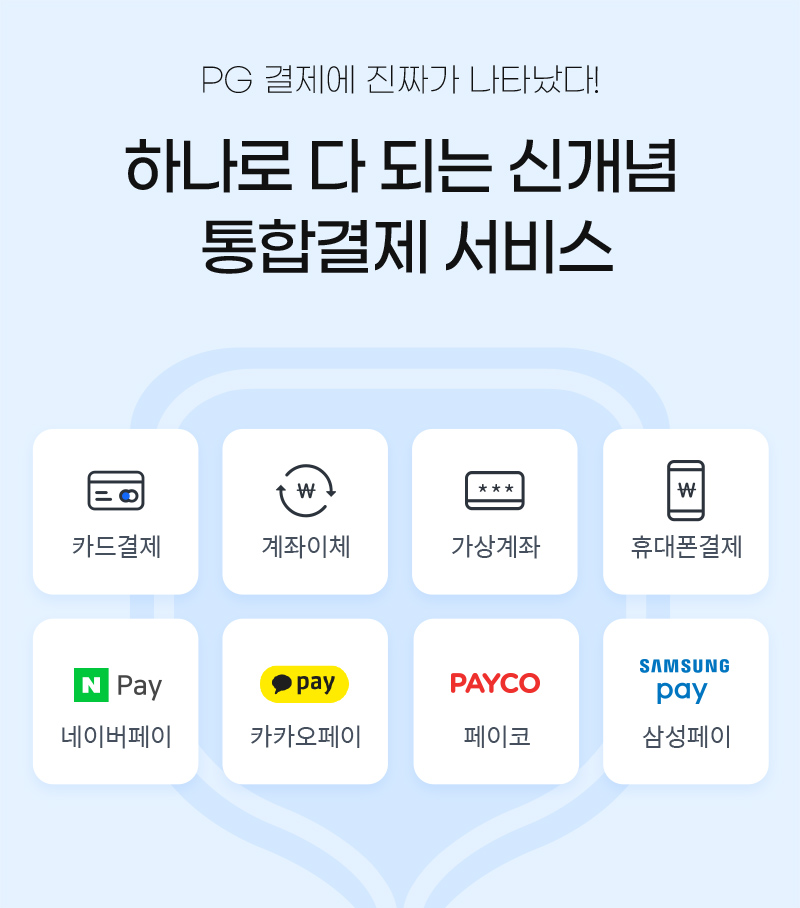 PG 결제에 진짜가 나타났다!
하나로 다 되는 신개념
통합결제 서비스
₩
***
₩
카드결제
계좌이체
가상계좌
휴대폰결제
N Pay
pay
PAYCO
SAMSUNG
pay
네이버페이
카카오페이
페이코
삼성페이